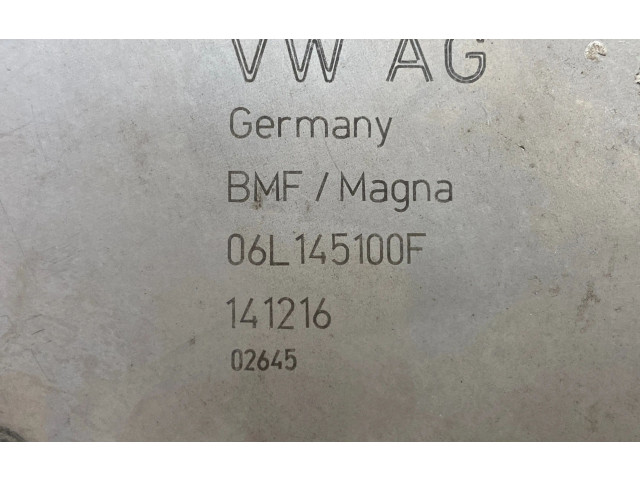 VW AG
Germany
BMF / Magna
06L145100F
141216
02645